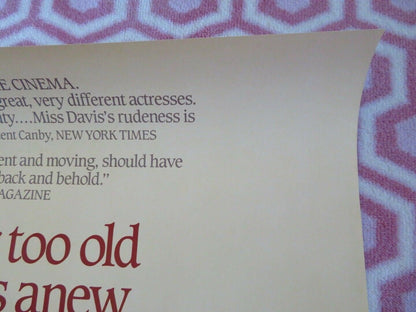 E CINEMA.
great, very different actresses.
ty....Miss Davis's rudeness is
ent Canby, NEW YORK TIMES
ent and moving, should have
back and behold."
AGAZINE
too old
s anew